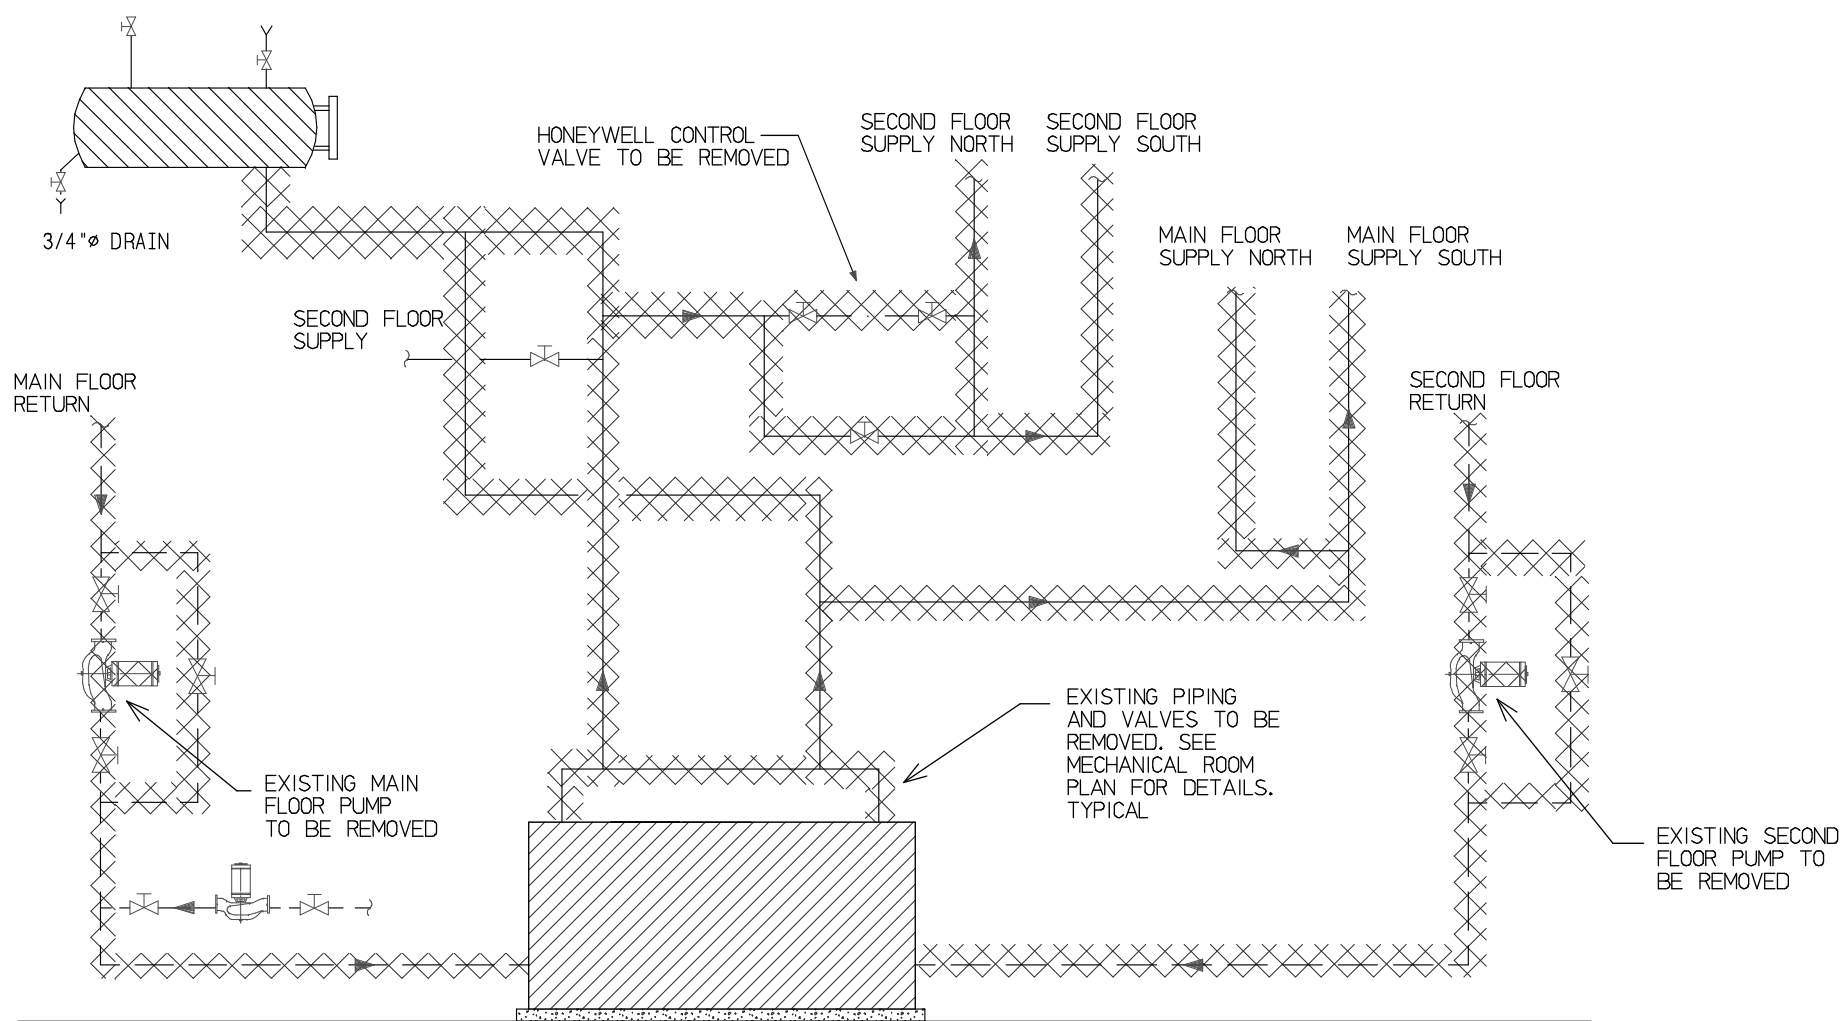 HONEYWELL CONTROL
VALVE TO BE REMOVED
SECOND FLOOR
SUPPLY NORTH
SECOND FLOOR
SUPPLY SOUTH
3/4"ø DRAIN
MAIN FLOOR
SUPPLY NORTH
MAIN FLOOR
SUPPLY SOUTH
SECOND FLOOR
SUPPLY
MAIN FLOOR
RETURN
SECOND FLOOR
RETURN
EXISTING PIPING
AND VALVES TO BE
REMOVED. SEE
MECHANICAL ROOM
PLAN FOR DETAILS.
TYPICAL
EXISTING MAIN
FLOOR PUMP
TO BE REMOVED
EXISTING SECOND
FLOOR PUMP TO
BE REMOVED